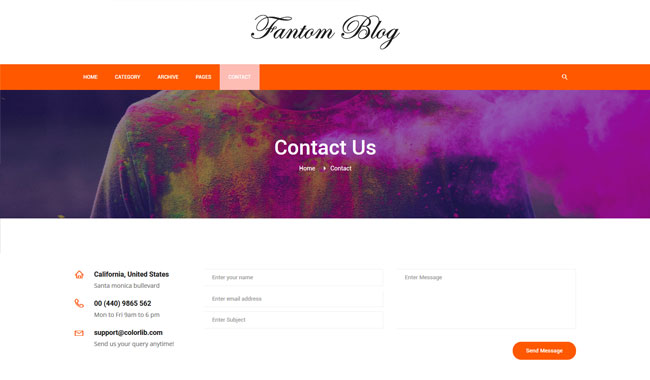 Fantom Blog
HOME CATEGORY ARCHIVE PAGES CONTACT
Contact Us
Home Contact
California, United States
Santa monica bullevard
00 (440) 9865 562
Mon to Fri 9am to 6 pm
support@colorlib.com
Send us your query anytime!
Enter your name
Enter email address
Enter Subject
Enter Message
Send Message